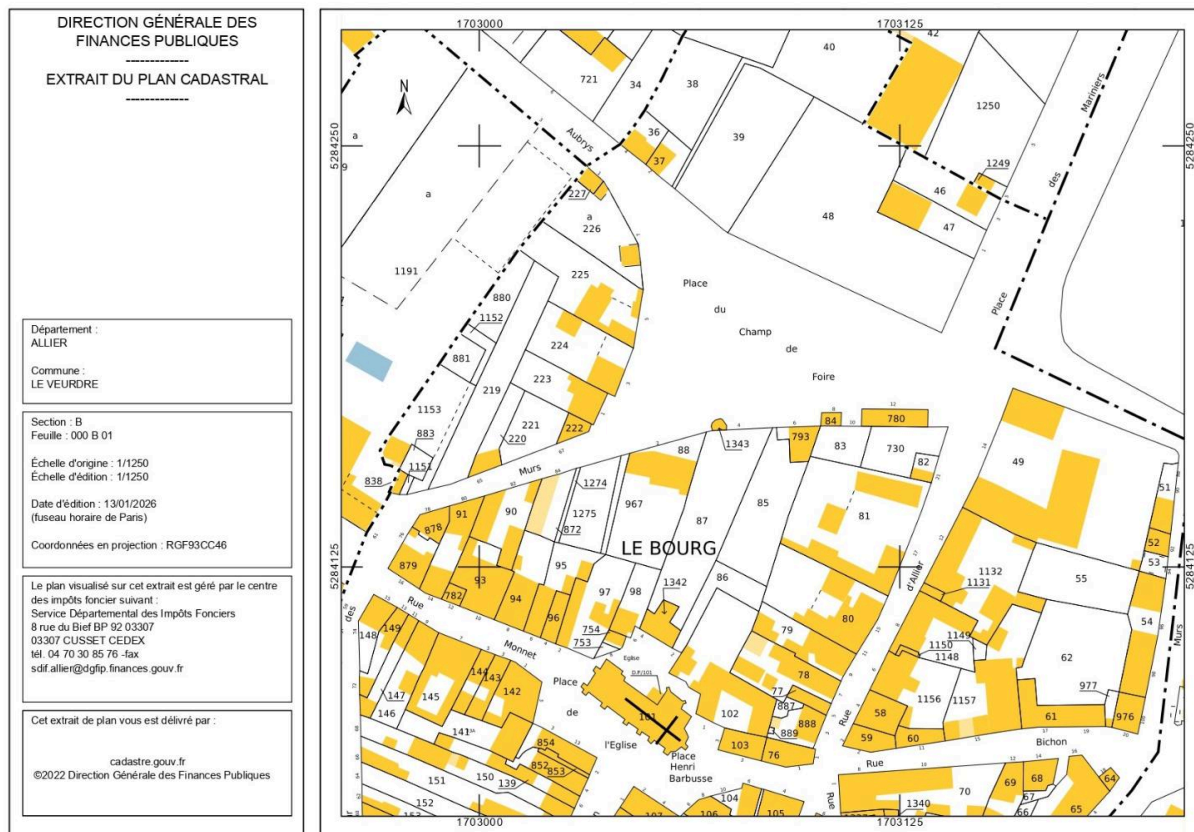 DIRECTION GÉNÉRALE DES
FINANCES PUBLIQUES
-------------
EXTRAIT DU PLAN CADASTRAL
-------------
Département :
ALLIER
Commune :
LE VEURDRE
Section : B
Feuille : 000 B 01
Échelle d'origine : 1/1250
Échelle d'édition : 1/1250
Date d'édition : 13/01/2026
(fuseau horaire de Paris)
Coordonnées en projection : RGF93CC46
Le plan visualisé sur cet extrait est géré par le centre
des impôts foncier suivant :
Service Départemental des Impôts Fonciers
8 rue du Bief BP 92 03307
03307 CUSSET CEDEX
tél. 04 70 30 85 76 -fax
sdif.allier@dgfip.finances.gouv.fr
Cet extrait de plan vous est délivré par :
cadastre.gouv.fr
©2022 Direction Générale des Finances Publiques
1703000
1703125
5284250
5284250
N
721
34
38
40
42
36
37
39
1250
Aubrys
Mariniers
des
Place
1249
46
47
48
a
a
227
a
226
1191
225
880
1152
881
224
219
223
1153
221
220
222
883
1151
838
Place
du
Champ
de
Foire
84
780
793
83
730
82
1343
88
Murs
49
51
52
53
54
55
1274
1275
872
967
90
91
878
879
87
85
81
LE BOURG
5284125
5284125
93
782
94
95
96
97
98
1342
86
754
753
79
80
d'Allier
1132
1131
1149
1150
1148
62
977
Murs
Rue
Monnet
des
148
149
147
146
145
144
143
142
141
Place
de
l'Eglise
Eglise
D.P./101
101
102
77
78
887
888
889
103
76
58
59
60
1156
1157
61
976
Rue
Bichon
Rue
Place
Henri
Barbusse
854
852
853
150
139
151
152
153
107
106
104
105
Rue
1340
70
69
68
67
66
65
64
1703000
1703125